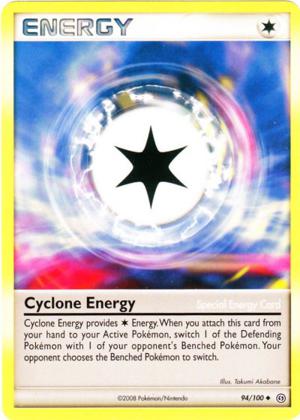 ENERGY
Cyclone Energy Special Energy Card
Cyclone Energy provides Energy. When you attach this card from
your hand to your Active Pokémon, switch 1 of the Defending
Pokémon with 1 of your opponent's Benched Pokémon. Your
opponent chooses the Benched Pokémon to switch.
Illus. Takumi Akabane
©2008 Pokémon/Nintendo 94/100